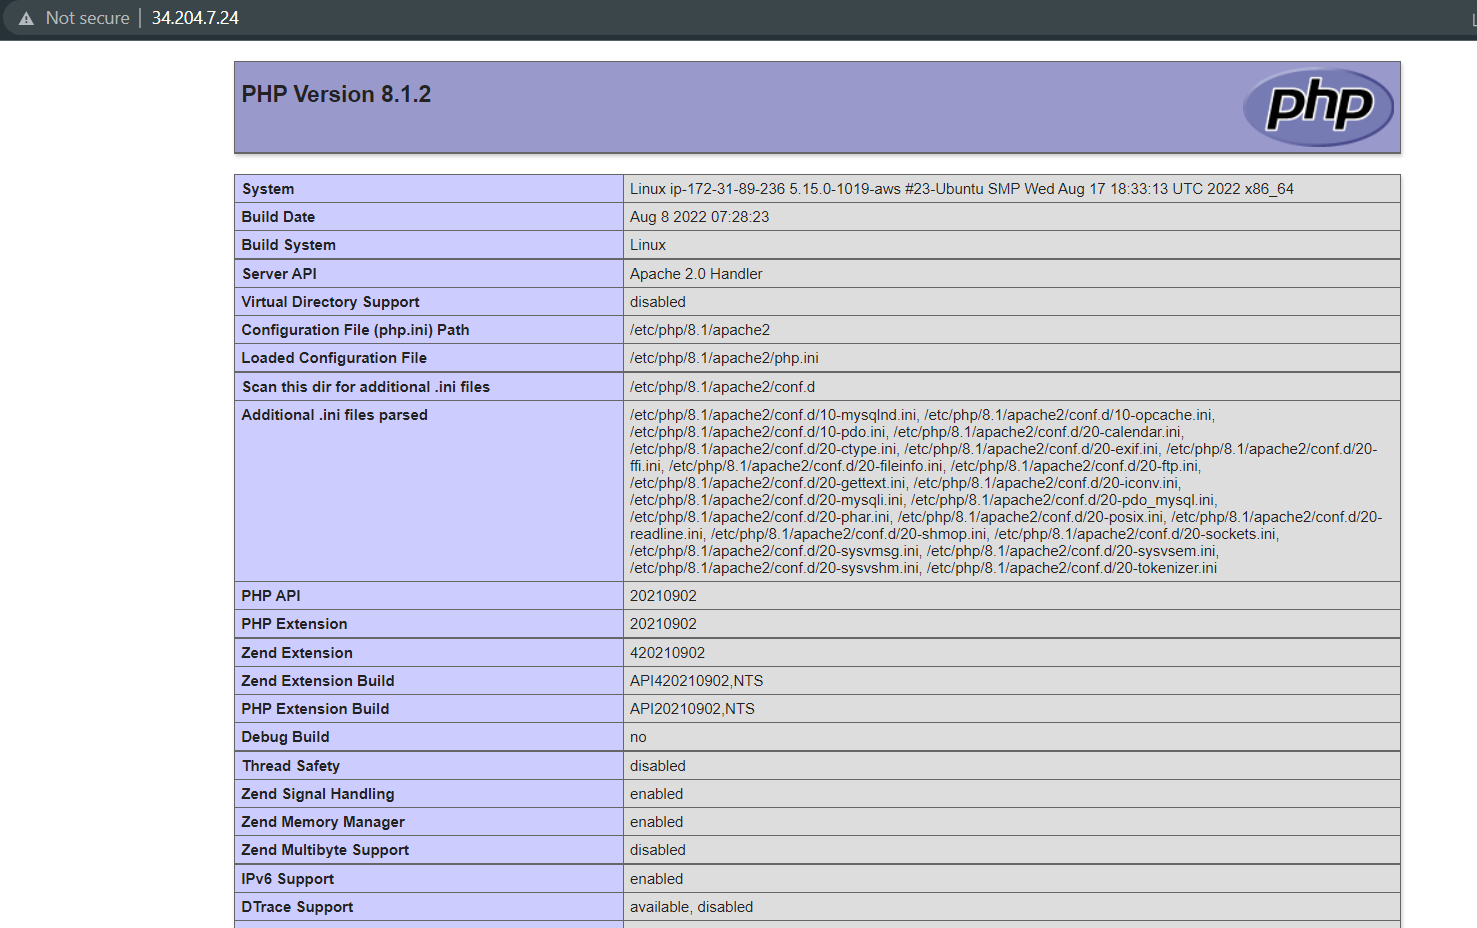 Not secure | 34.204.7.24
PHP Version 8.1.2
php
System Linux ip-172-31-89-236 5.15.0-1019-aws #23-Ubuntu SMP Wed Aug 17 18:33:13 UTC 2022 x86_64
Build Date Aug 8 2022 07:28:23
Build System Linux
Server API Apache 2.0 Handler
Virtual Directory Support disabled
Configuration File (php.ini) Path /etc/php/8.1/apache2
Loaded Configuration File /etc/php/8.1/apache2/php.ini
Scan this dir for additional .ini files /etc/php/8.1/apache2/conf.d
Additional .ini files parsed /etc/php/8.1/apache2/conf.d/10-mysqlnd.ini, /etc/php/8.1/apache2/conf.d/10-opcache.ini,
/etc/php/8.1/apache2/conf.d/10-pdo.ini, /etc/php/8.1/apache2/conf.d/20-calendar.ini,
/etc/php/8.1/apache2/conf.d/20-ctype.ini, /etc/php/8.1/apache2/conf.d/20-exif.ini, /etc/php/8.1/apache2/conf.d/20-
ffi.ini, /etc/php/8.1/apache2/conf.d/20-fileinfo.ini, /etc/php/8.1/apache2/conf.d/20-ftp.ini,
/etc/php/8.1/apache2/conf.d/20-gettext.ini, /etc/php/8.1/apache2/conf.d/20-iconv.ini,
/etc/php/8.1/apache2/conf.d/20-mysqli.ini, /etc/php/8.1/apache2/conf.d/20-pdo_mysql.ini,
/etc/php/8.1/apache2/conf.d/20-phar.ini, /etc/php/8.1/apache2/conf.d/20-posix.ini, /etc/php/8.1/apache2/conf.d/20-
readline.ini, /etc/php/8.1/apache2/conf.d/20-shmop.ini, /etc/php/8.1/apache2/conf.d/20-sockets.ini,
/etc/php/8.1/apache2/conf.d/20-sysvmsg.ini, /etc/php/8.1/apache2/conf.d/20-sysvsem.ini,
/etc/php/8.1/apache2/conf.d/20-sysvshm.ini, /etc/php/8.1/apache2/conf.d/20-tokenizer.ini
PHP API 20210902
PHP Extension 20210902
Zend Extension 420210902
Zend Extension Build API420210902,NTS
PHP Extension Build API20210902,NTS
Debug Build no
Thread Safety disabled
Zend Signal Handling enabled
Zend Memory Manager enabled
Zend Multibyte Support disabled
IPv6 Support enabled
DTrace Support available, disabled